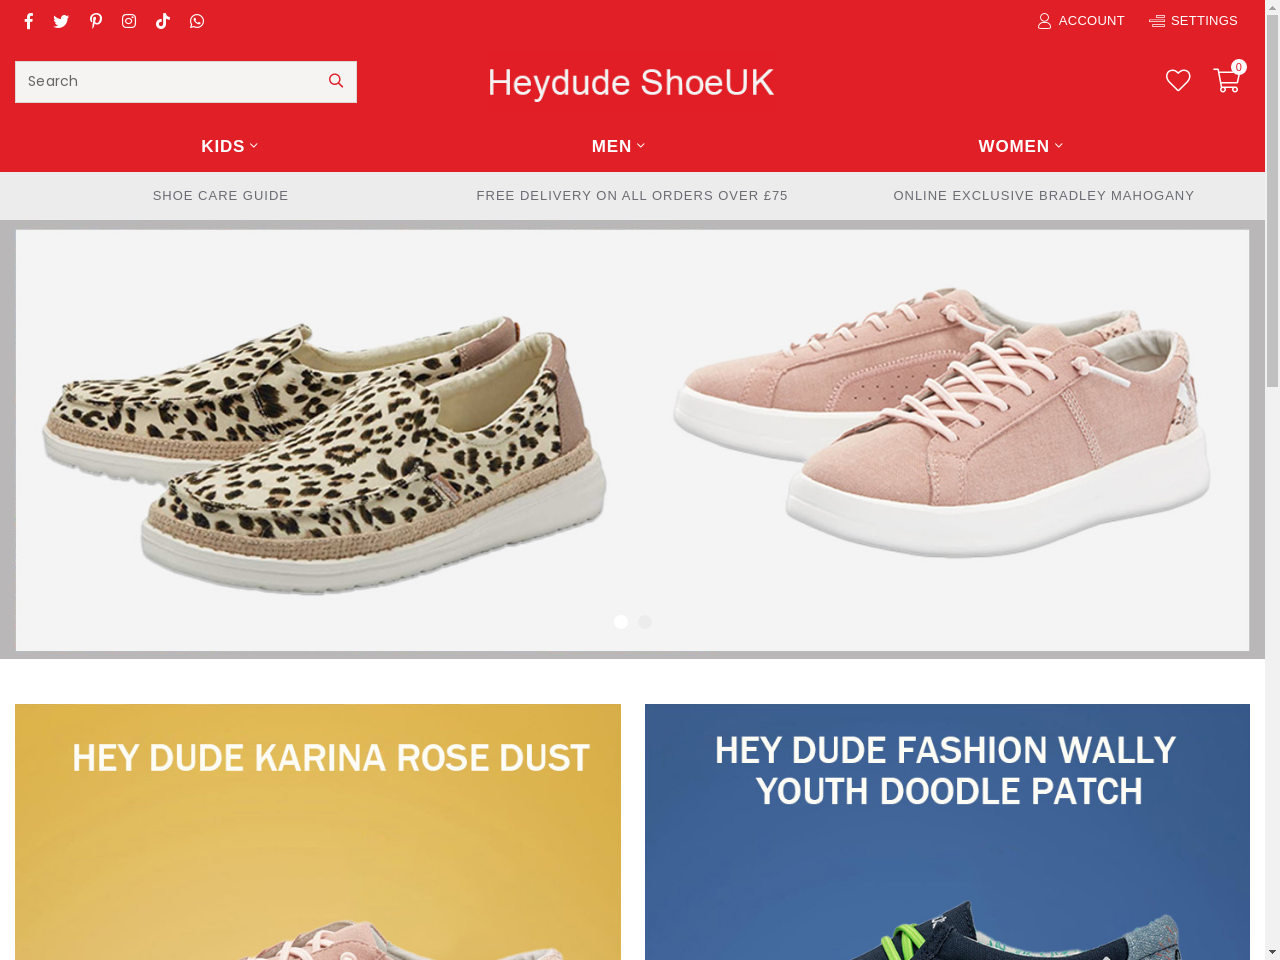 ACCOUNT
SETTINGS
Search
Heydude ShoeUK
0
KIDS
MEN
WOMEN
SHOE CARE GUIDE
FREE DELIVERY ON ALL ORDERS OVER £75
ONLINE EXCLUSIVE BRADLEY MAHOGANY
HEY DUDE KARINA ROSE DUST
HEY DUDE FASHION WALLY
YOUTH DOODLE PATCH